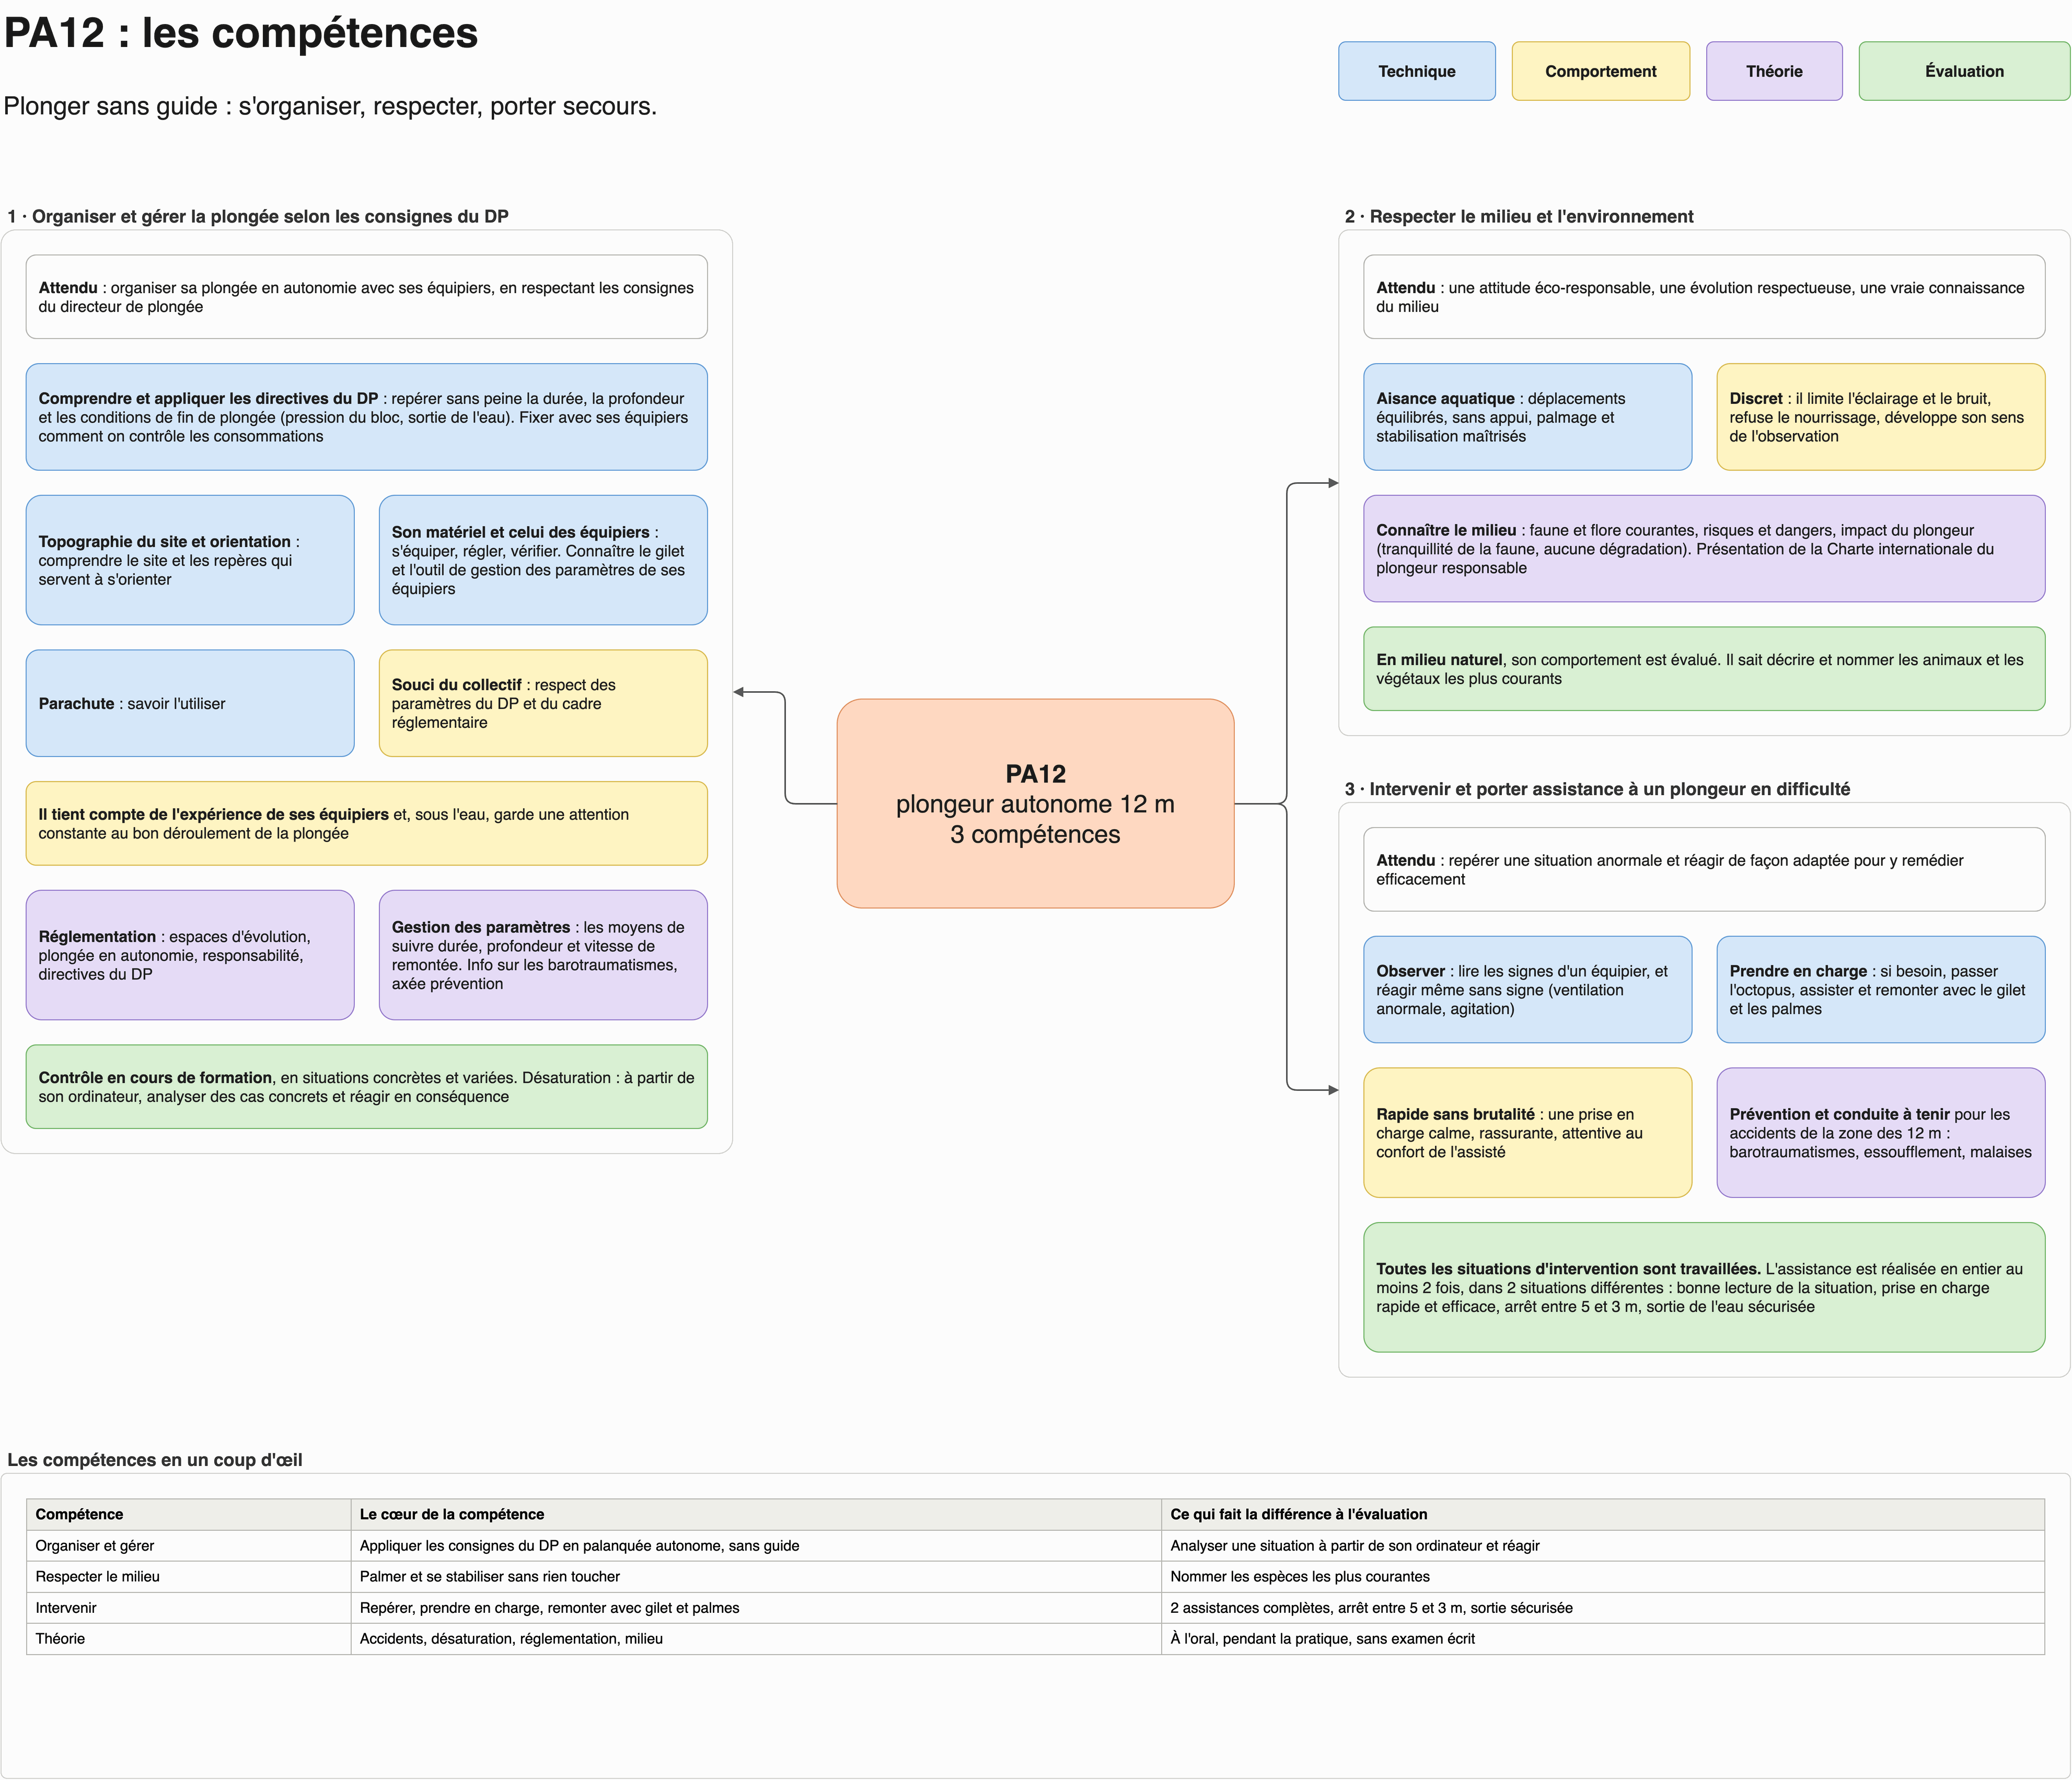 PA12 : les compétences
Plonger sans guide : s'organiser, respecter, porter secours.
Technique
Comportement
Théorie
Évaluation
1 · Organiser et gérer la plongée selon les consignes du DP
Attendu : organiser sa plongée en autonomie avec ses équipiers, en respectant les consignes
du directeur de plongée
Comprendre et appliquer les directives du DP : repérer sans peine la durée, la profondeur
et les conditions de fin de plongée (pression du bloc, sortie de l'eau). Fixer avec ses équipiers
comment on contrôle les consommations
Topographie du site et orientation :
comprendre le site et les repères qui
servent à s'orienter
Son matériel et celui des équipiers :
s'équiper, régler, vérifier. Connaître le gilet
et l'outil de gestion des paramètres de ses
équipiers
Parachute : savoir l'utiliser
Souci du collectif : respect des
paramètres du DP et du cadre
réglementaire
Il tient compte de l'expérience de ses équipiers et, sous l'eau, garde une attention
constante au bon déroulement de la plongée
Réglementation : espaces d'évolution,
plongée en autonomie, responsabilité,
directives du DP
Gestion des paramètres : les moyens de
suivre durée, profondeur et vitesse de
remontée. Info sur les barotraumatismes,
axée prévention
Contrôle en cours de formation, en situations concrètes et variées. Désaturation : à partir de
son ordinateur, analyser des cas concrets et réagir en conséquence
PA12
plongeur autonome 12 m
3 compétences
2 · Respecter le milieu et l'environnement
Attendu : une attitude éco-responsable, une évolution respectueuse, une vraie connaissance
du milieu
Aisance aquatique : déplacements
équilibrés, sans appui, palmage et
stabilisation maîtrisés
Discret : il limite l'éclairage et le bruit,
refuse le nourrissage, développe son sens
de l'observation
Connaître le milieu : faune et flore courantes, risques et dangers, impact du plongeur
(tranquillité de la faune, aucune dégradation). Présentation de la Charte internationale du
plongeur responsable
En milieu naturel, son comportement est évalué. Il sait décrire et nommer les animaux et les
végétaux les plus courants
3 · Intervenir et porter assistance à un plongeur en difficulté
Attendu : repérer une situation anormale et réagir de façon adaptée pour y remédier
efficacement
Observer : lire les signes d'un équipier, et
réagir même sans signe (ventilation
anormale, agitation)
Prendre en charge : si besoin, passer
l'octopus, assister et remonter avec le gilet
et les palmes
Rapide sans brutalité : une prise en
charge calme, rassurante, attentive au
confort de l'assisté
Prévention et conduite à tenir pour les
accidents de la zone des 12 m :
barotraumatismes, essoufflement, malaises
Toutes les situations d'intervention sont travaillées. L'assistance est réalisée en entier au
moins 2 fois, dans 2 situations différentes : bonne lecture de la situation, prise en charge
rapide et efficace, arrêt entre 5 et 3 m, sortie de l'eau sécurisée
Les compétences en un coup d'œil
Compétence Le cœur de la compétence Ce qui fait la différence à l'évaluation
Organiser et gérer Appliquer les consignes du DP en palanquée autonome, sans guide Analyser une situation à partir de son ordinateur et réagir
Respecter le milieu Palmer et se stabiliser sans rien toucher Nommer les espèces les plus courantes
Intervenir Repérer, prendre en charge, remonter avec gilet et palmes 2 assistances complètes, arrêt entre 5 et 3 m, sortie sécurisée
Théorie Accidents, désaturation, réglementation, milieu À l'oral, pendant la pratique, sans examen écrit